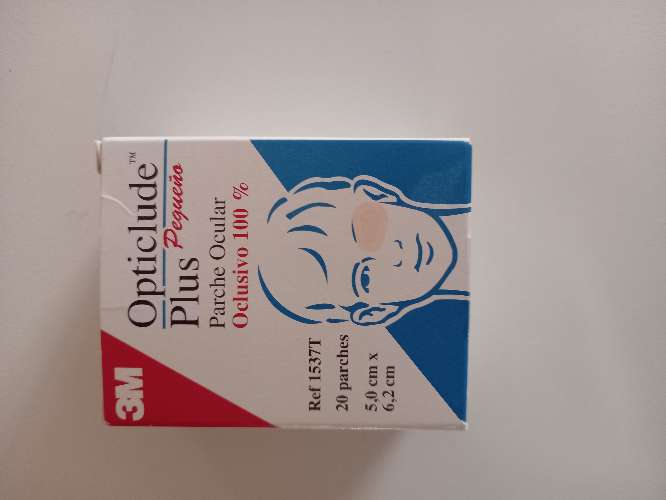 3M
Opticlude™
Plus Pequeño
Parche Ocular
Oclusivo 100 %
Ref 1537T
20 parches
5,0 cm x
6,2 cm